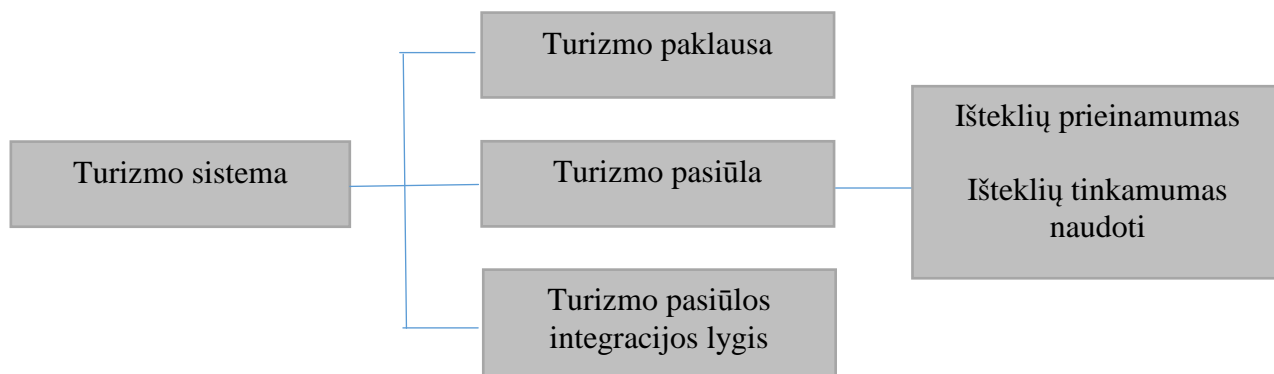 Turizmo sistema
Turizmo paklausa
Turizmo pasiūla
Turizmo pasiūlos
integracijos lygis
Išteklių prieinamumas
Išteklių tinkamumas
naudoti